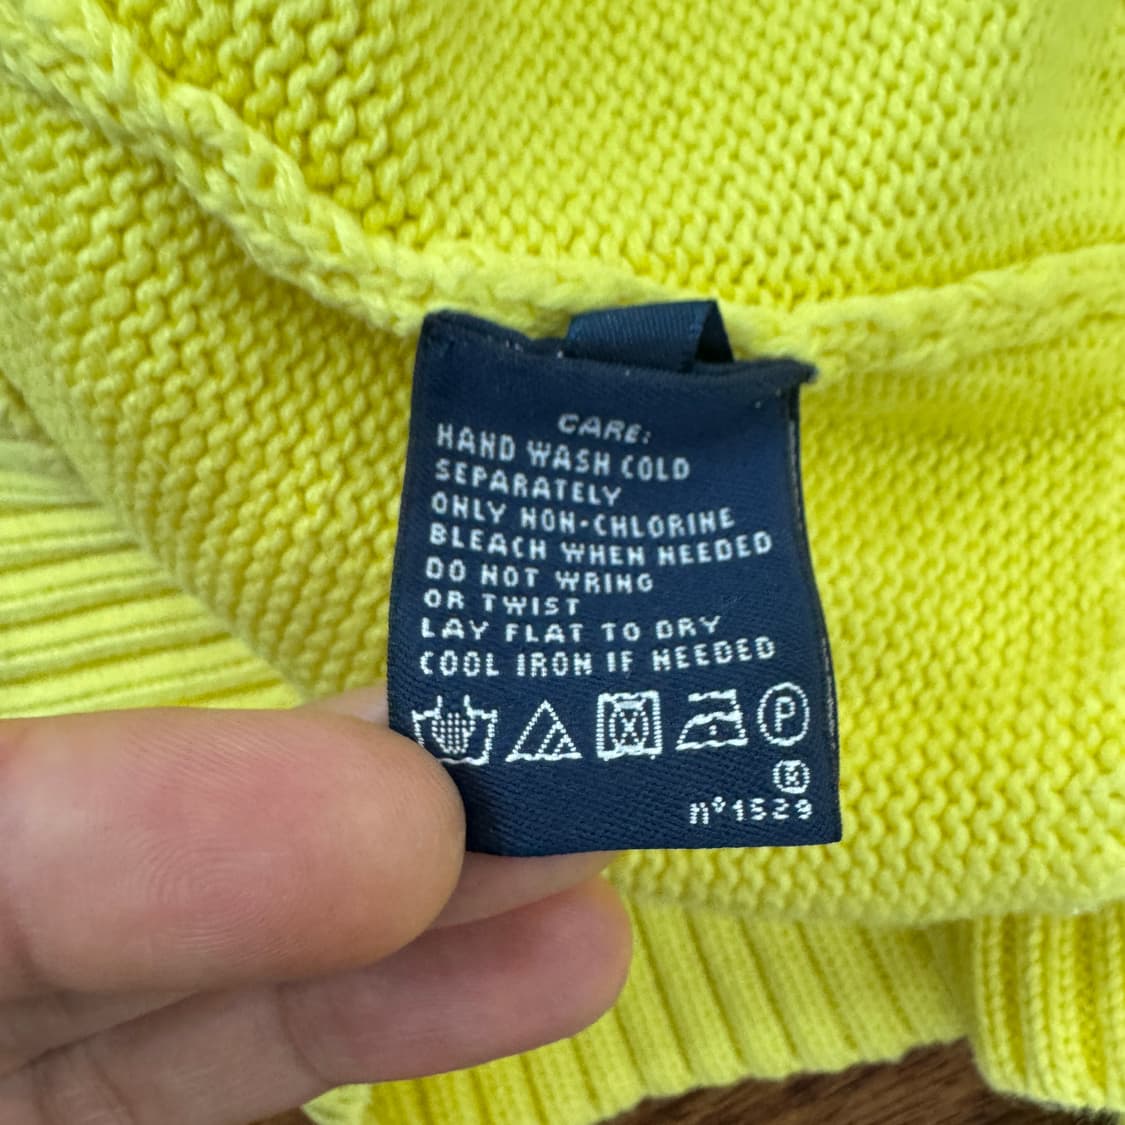 CARE:
HAND WASH COLD
SEPARATELY
ONLY NON-CHLORINE
BLEACH WHEN NEEDED
DO NOT WRING
OR TWIST
LAY FLAT TO DRY
COOL IRON IF NEEDED
P
nº1529